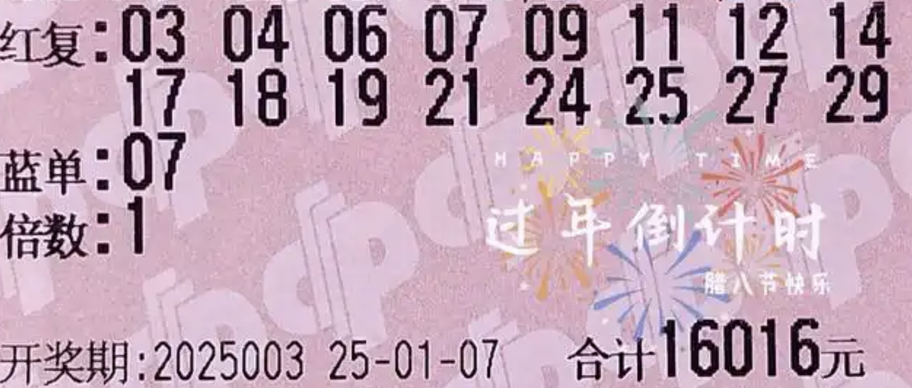 红复:03 04 06 07 09 11 12 14
17 18 19 21 24 25 27 29
蓝单:07
HAPPY TIME
倍数:1
过年倒计时
腊八节快乐
开奖期:2025003 25-01-07 合计16016元